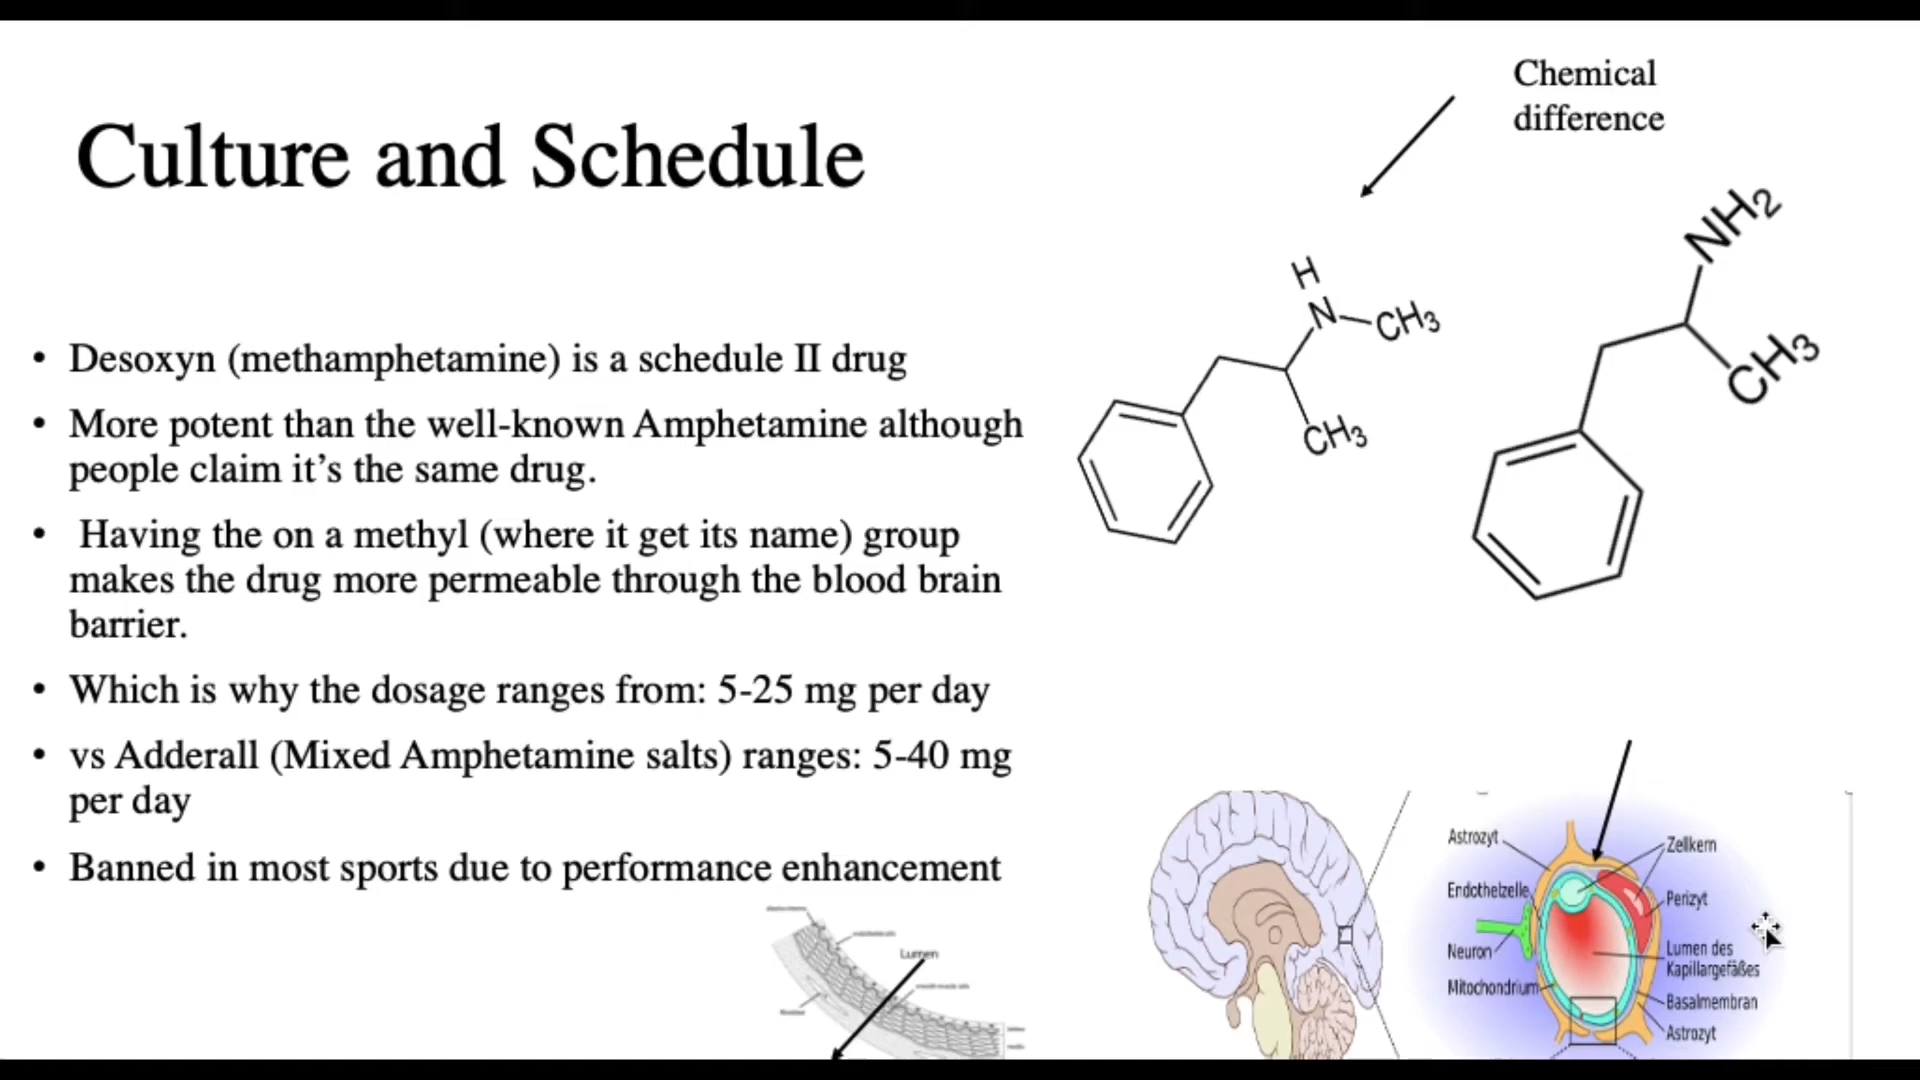 Culture and Schedule
• Desoxyn (methamphetamine) is a schedule II drug
• More potent than the well-known Amphetamine although
people claim it’s the same drug.
• Having the on a methyl (where it get its name) group
makes the drug more permeable through the blood brain
barrier.
• Which is why the dosage ranges from: 5-25 mg per day
• vs Adderall (Mixed Amphetamine salts) ranges: 5-40 mg
per day
• Banned in most sports due to performance enhancement
Chemical
difference
H
N
CH3
CH3
NH2
CH3
Lumen
Astrozyt
Endothelzelle
Neuron
Mitochondrium
Zellkern
Perizyt
Lumen des
Kapillargefäßes
Basalmembran
Astrozyt